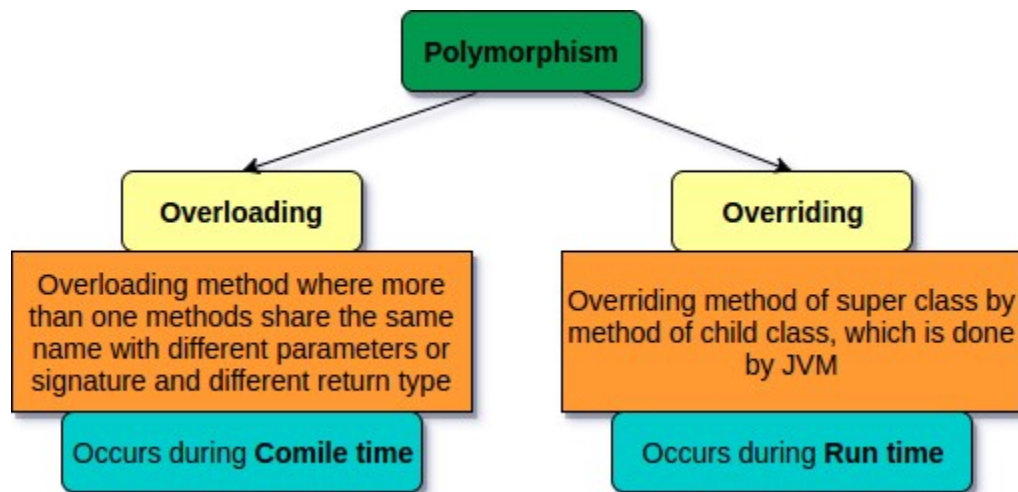 Polymorphism
Overloading
Overriding
Overloading method where more
than one methods share the same
name with different parameters or
signature and different return type
Overriding method of super class by
method of child class, which is done
by JVM
Occurs during Comile time
Occurs during Run time